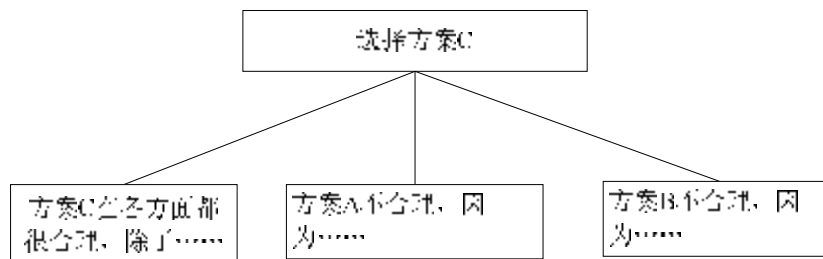 选择方案C
方案C在各方面都
很合理，除了……
方案A不合理，因
为……
方案B不合理，因
为……